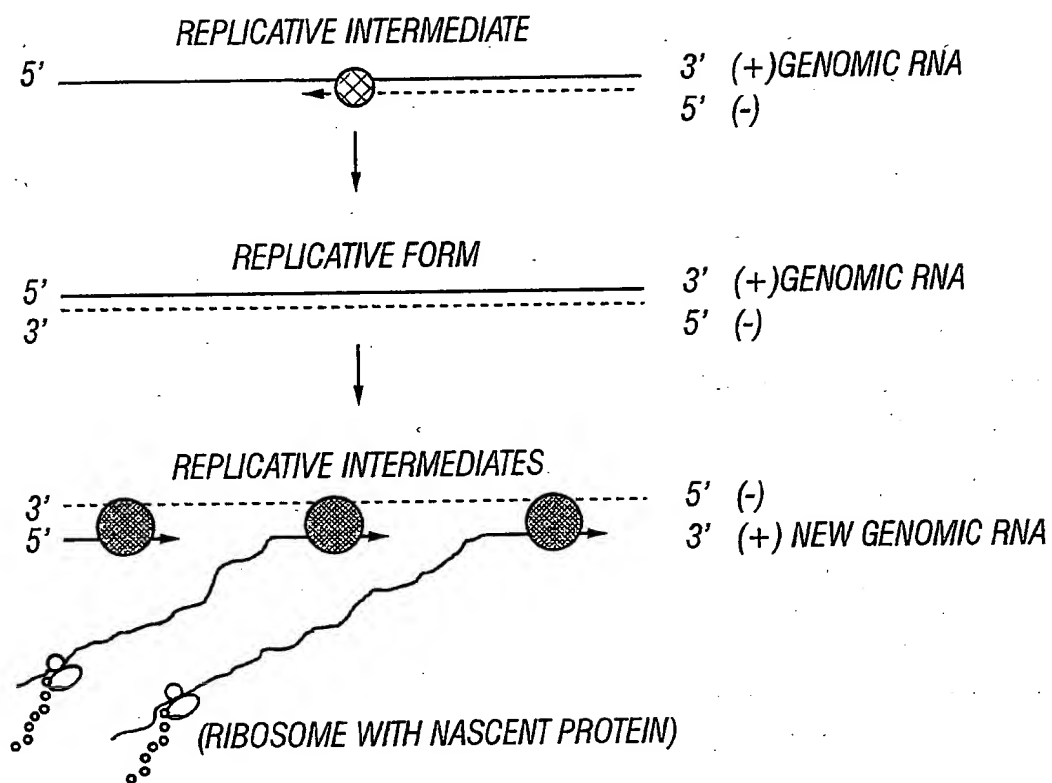 REPLICATIVE INTERMEDIATE
5' 3' (+)GENOMIC RNA
5' (-)
REPLICATIVE FORM
5' 3' (+)GENOMIC RNA
3' 5' (-)
REPLICATIVE INTERMEDIATES
3' 5' (-)
5' 3' (+) NEW GENOMIC RNA
(RIBOSOME WITH NASCENT PROTEIN)